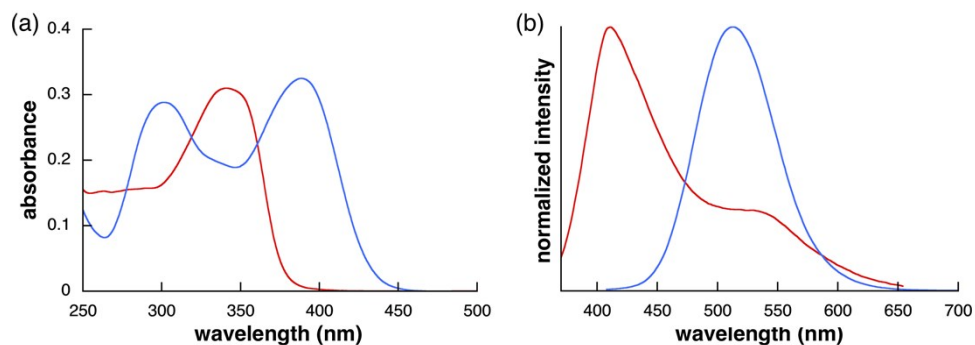 (a)
0.4
0.3
0.2
0.1
0
absorbance
250 300 350 400 450 500
wavelength (nm)
(b)
normalized intensity
400 450 500 550 600 650 700
wavelength (nm)